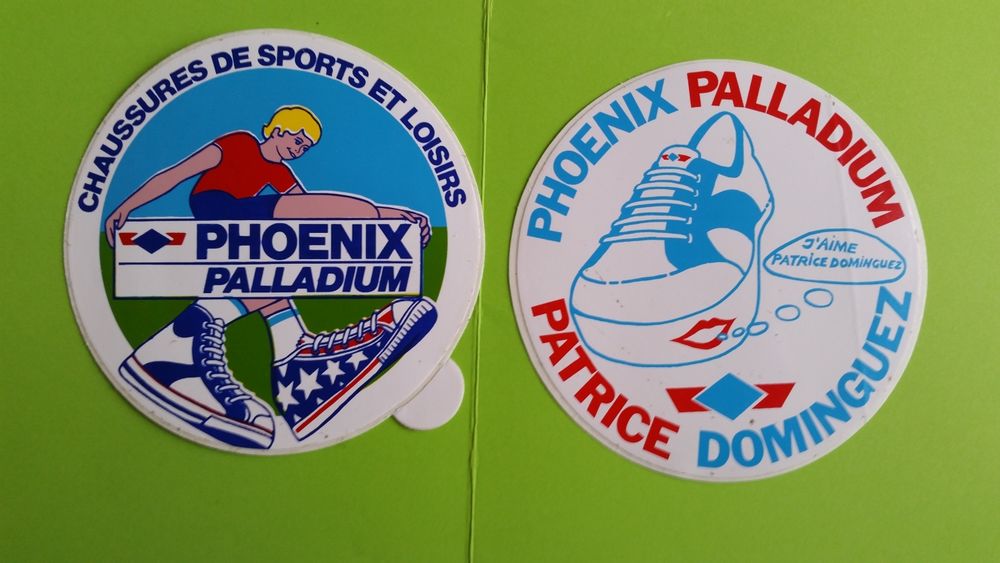 CHAUSSURES DE SPORTS ET LOISIRS
PHOENIX
PALLADIUM
PHOENIX PALLADIUM
J'AIME
PATRICE DOMINGUEZ
PATRICE DOMINGUEZ